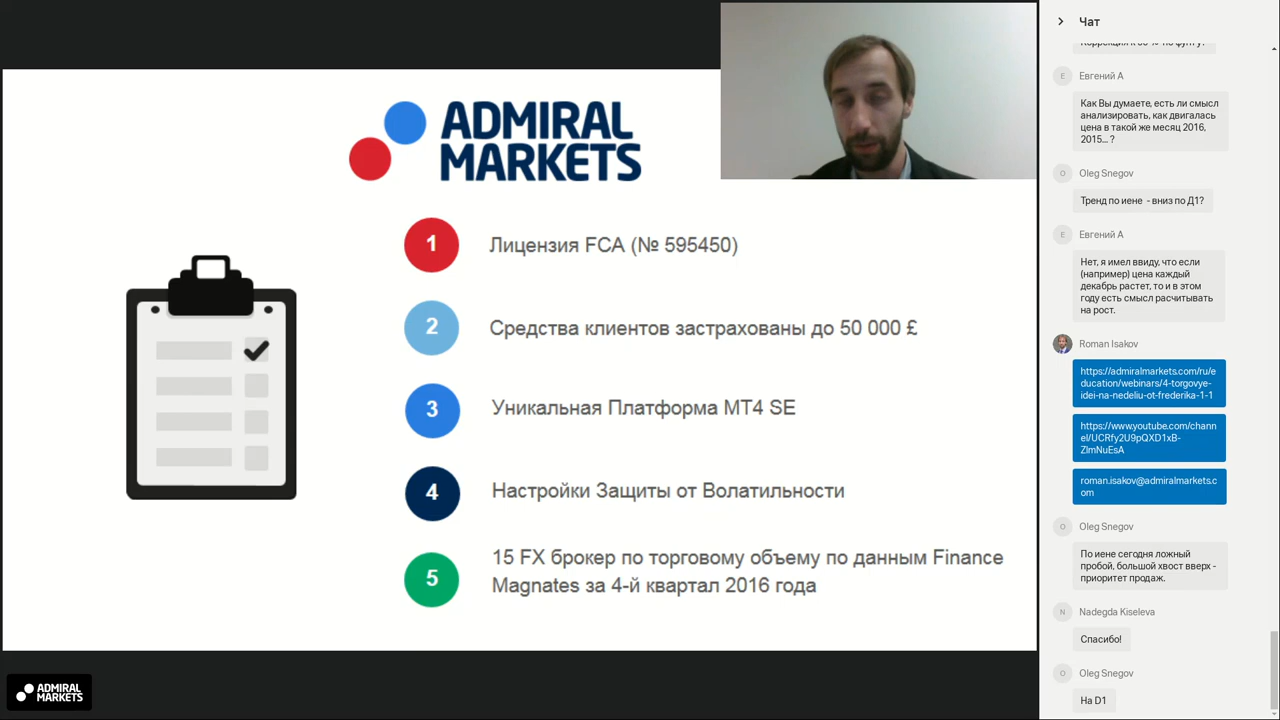 ADMIRAL
MARKETS
1
Лицензия FCA (№ 595450)
2
Средства клиентов застрахованы до 50 000 £
3
Уникальная Платформа MT4 SE
4
Настройки Защиты от Волатильности
5
15 FX брокер по торговому объему по данным Finance
Magnates за 4-й квартал 2016 года
ADMIRAL
MARKETS
Чат
Е
Евгений А
Как Вы думаете, есть ли смысл
анализировать, как двигалась
цена в такой же месяц 2016,
2015... ?
O
Oleg Snegov
Тренд по иене - вниз по Д1?
Е
Евгений А
Нет, я имел ввиду, что если
(например) цена каждый
декабрь растет, то и в этом
году есть смысл расчитывать
на рост.
Roman Isakov
https://admiralmarkets.com/ru/e
ducation/webinars/4-torgovye-
idei-na-nedeliu-ot-frederika-1-1
https://www.youtube.com/chann
el/UCRfy2U9pQXD1xB-
ZlmNuEsA
roman.isakov@admiralmarkets.c
om
O
Oleg Snegov
По иене сегодня ложный
пробой, большой хвост вверх -
приоритет продаж.
N
Nadegda Kiseleva
Спасибо!
O
Oleg Snegov
На D1